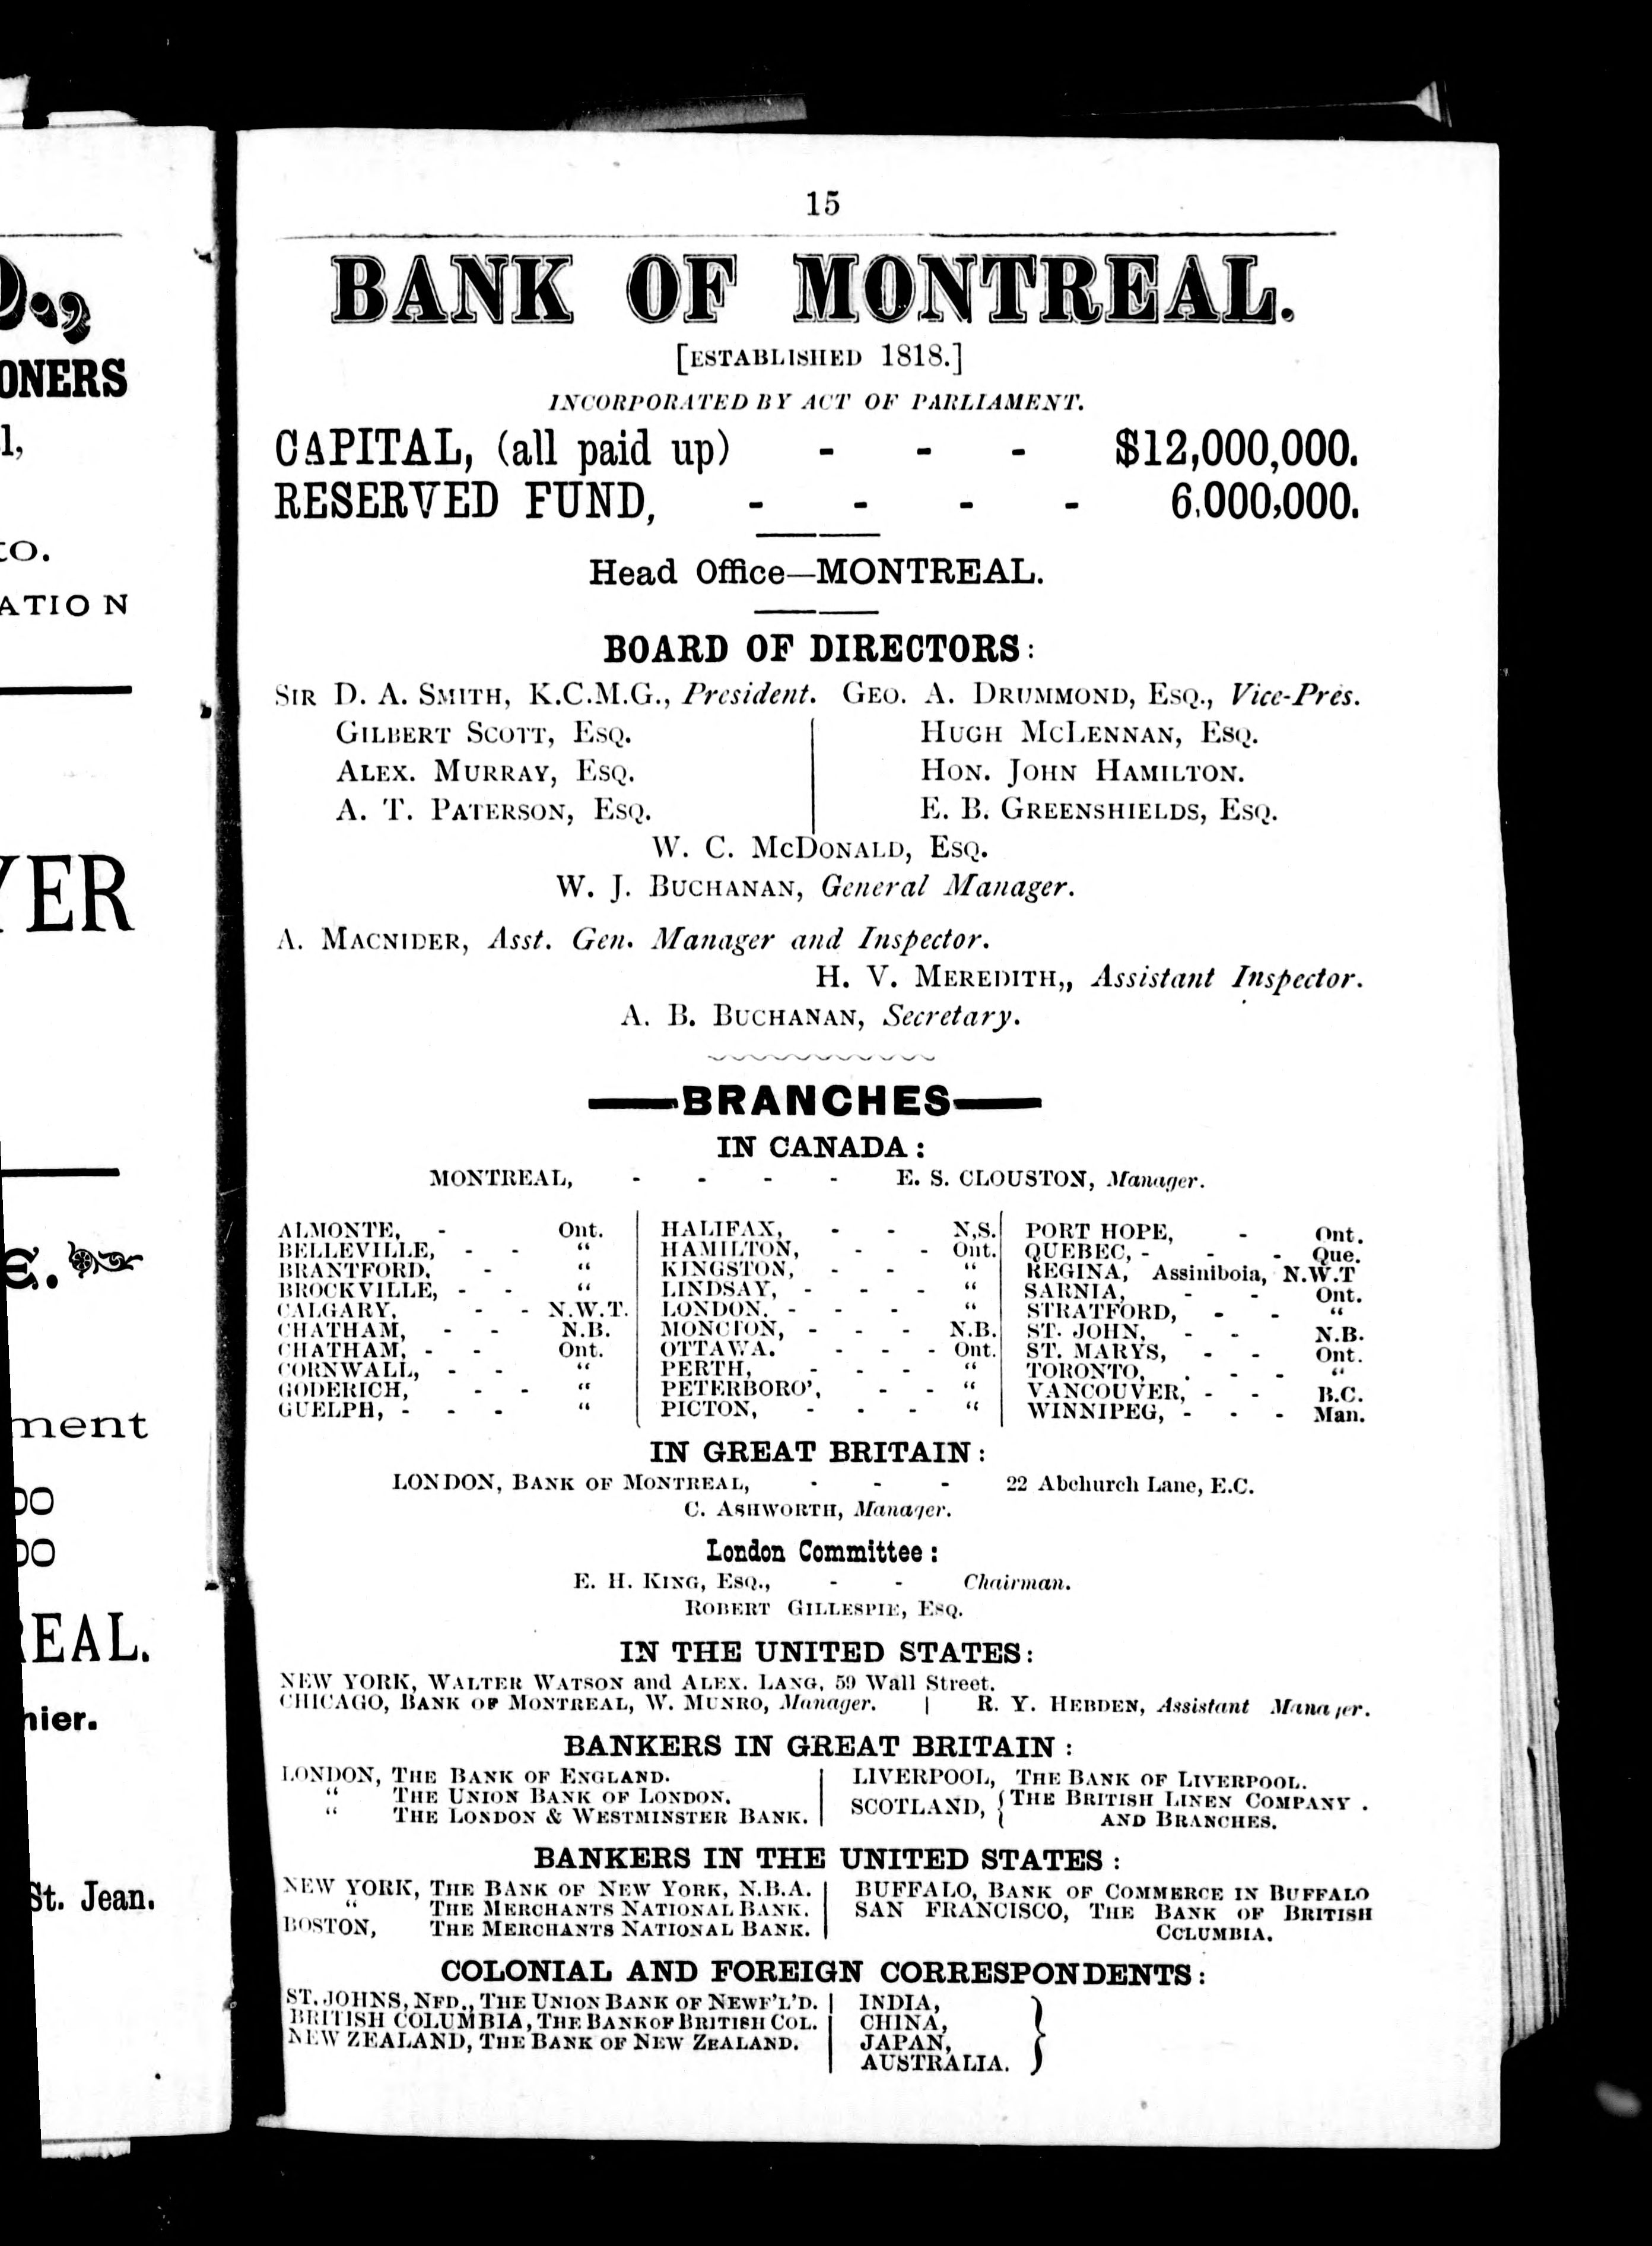 O.,
ONERS
l,
to.
ATION
YER
E.
ment
00
00
REAL.
nier.
St. Jean.
15
BANK OF MONTREAL.
[ESTABLISHED 1818.]
INCORPORATED BY ACT OF PARLIAMENT.
CAPITAL, (all paid up) - - - $12,000,000.
RESERVED FUND, - - - - 6,000,000.
Head Office—MONTREAL.
BOARD OF DIRECTORS:
SIR D. A. SMITH, K.C.M.G., President. GEO. A. DRUMMOND, ESQ., Vice-Pres.
GILBERT SCOTT, ESQ. | HUGH MCLENNAN, ESQ.
ALEX. MURRAY, ESQ. | HON. JOHN HAMILTON.
A. T. PATERSON, ESQ. | E. B. GREENSHIELDS, ESQ.
W. C. MCDONALD, ESQ.
W. J. BUCHANAN, General Manager.
A. MACNIDER, Asst. Gen. Manager and Inspector.
H. V. MEREDITH,, Assistant Inspector.
A. B. BUCHANAN, Secretary.
—BRANCHES—
IN CANADA:
MONTREAL, - - - - E. S. CLOUSTON, Manager.
ALMONTE, - Ont.
BELLEVILLE, - - “
BRANTFORD, - “
BROCKVILLE, - - “
CALGARY, - - N.W.T.
CHATHAM, - - N.B.
CHATHAM, - - Ont.
CORNWALL, - - “
GODERICH, - - “
GUELPH, - - - “
HALIFAX, - - N.S.
HAMILTON, - - Ont.
KINGSTON, - - “
LINDSAY, - - - “
LONDON, - - - “
MONCTON, - - - N.B.
OTTAWA. - - - Ont.
PERTH, - - - “
PETERBORO’, - - “
PICTON, - - - “
PORT HOPE, - Ont.
QUEBEC, - - - Que.
REGINA, Assiniboia, N.W.T
SARNIA, - - Ont.
STRATFORD, - - “
ST. JOHN, - - N.B.
ST. MARYS, - - Ont.
TORONTO, . - - “
VANCOUVER, - - B.C.
WINNIPEG, - - - Man.
IN GREAT BRITAIN:
LONDON, BANK OF MONTREAL, - - - 22 Abchurch Lane, E.C.
C. ASHWORTH, Manager.
London Committee:
E. H. KING, ESQ., - - Chairman.
ROBERT GILLESPIE, ESQ.
IN THE UNITED STATES:
NEW YORK, WALTER WATSON and ALEX. LANG, 59 Wall Street.
CHICAGO, BANK OF MONTREAL, W. MUNRO, Manager. | R. Y. HEBDEN, Assistant Manager.
BANKERS IN GREAT BRITAIN:
LONDON, THE BANK OF ENGLAND.
“ THE UNION BANK OF LONDON.
“ THE LONDON & WESTMINSTER BANK.
LIVERPOOL, THE BANK OF LIVERPOOL.
SCOTLAND, { THE BRITISH LINEN COMPANY .
AND BRANCHES.
BANKERS IN THE UNITED STATES:
NEW YORK, THE BANK OF NEW YORK, N.B.A.
“ THE MERCHANTS NATIONAL BANK.
BOSTON, THE MERCHANTS NATIONAL BANK.
BUFFALO, BANK OF COMMERCE IN BUFFALO
SAN FRANCISCO, THE BANK OF BRITISH
CCLUMBIA.
COLONIAL AND FOREIGN CORRESPONDENTS:
ST. JOHNS, NFD., THE UNION BANK OF NEWF’L’D.
BRITISH COLUMBIA, THE BANK OF BRITISH COL.
NEW ZEALAND, THE BANK OF NEW ZEALAND.
INDIA,
CHINA,
JAPAN,
AUSTRALIA. }